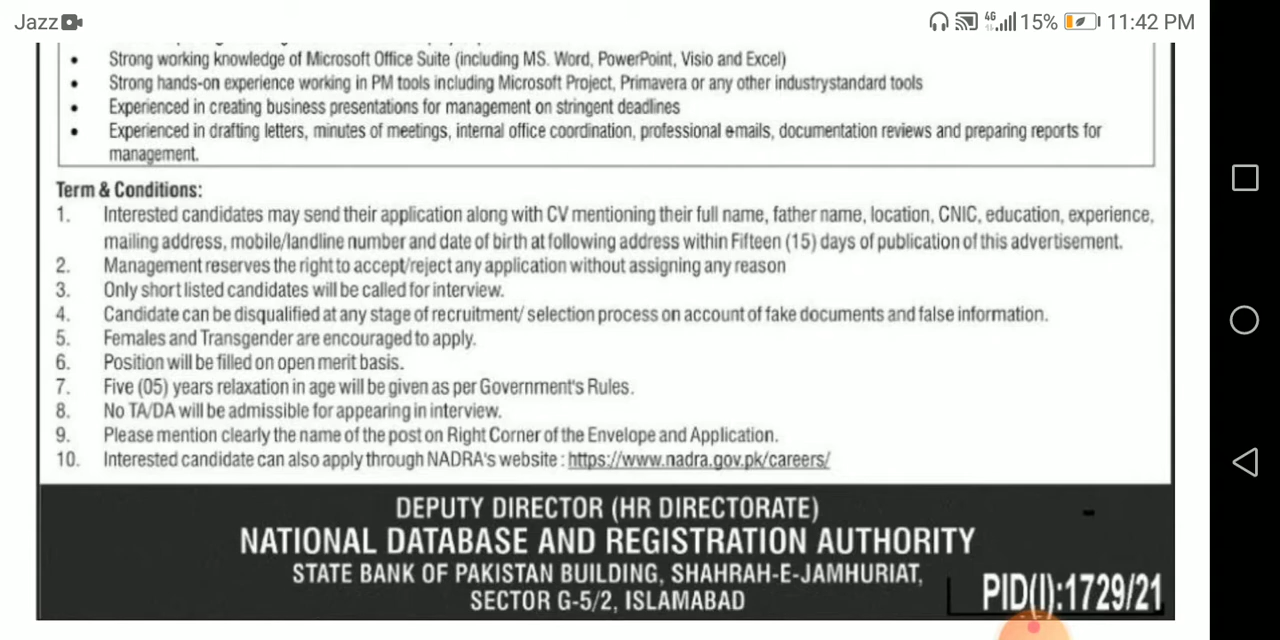 Jazz 4G 15% 11:42 PM
• Strong working knowledge of Microsoft Office Suite (including MS. Word, PowerPoint, Visio and Excel)
• Strong hands-on experience working in PM tools including Microsoft Project, Primavera or any other industrystandard tools
• Experienced in creating business presentations for management on stringent deadlines
• Experienced in drafting letters, minutes of meetings, internal office coordination, professional emails, documentation reviews and preparing reports for
management.
Term & Conditions:
1. Interested candidates may send their application along with CV mentioning their full name, father name, location, CNIC, education, experience,
mailing address, mobile/landline number and date of birth at following address within Fifteen (15) days of publication of this advertisement.
2. Management reserves the right to accept/reject any application without assigning any reason
3. Only short listed candidates will be called for interview.
4. Candidate can be disqualified at any stage of recruitment/ selection process on account of fake documents and false information.
5. Females and Transgender are encouraged to apply.
6. Position will be filled on open merit basis.
7. Five (05) years relaxation in age will be given as per Government's Rules.
8. No TA/DA will be admissible for appearing in interview.
9. Please mention clearly the name of the post on Right Corner of the Envelope and Application.
10. Interested candidate can also apply through NADRA's website : https://www.nadra.gov.pk/careers/
DEPUTY DIRECTOR (HR DIRECTORATE)
NATIONAL DATABASE AND REGISTRATION AUTHORITY
STATE BANK OF PAKISTAN BUILDING, SHAHRAH-E-JAMHURIAT,
SECTOR G-5/2, ISLAMABAD
PID(I):1729/21